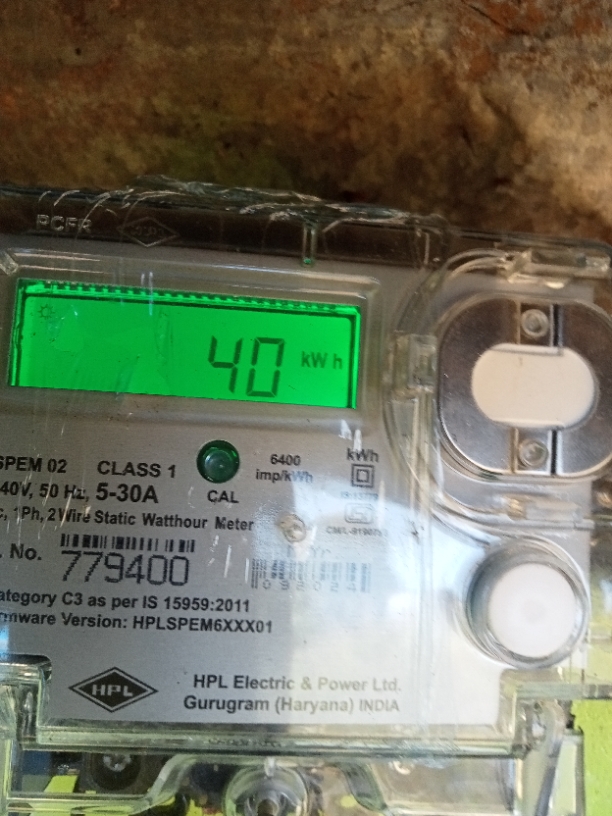 40 kWh
SPEM 02 CLASS 1
6400 imp/kWh
kWh
40V, 50 Hz, 5-30A
CAL
1Ph, 2Wire Static Watthour Meter
No.
779400
092024
ategory C3 as per IS 15959:2011
mware Version: HPLSPEM6XXX01
HPL
HPL Electric & Power Ltd.
Gurugram (Haryana) INDIA